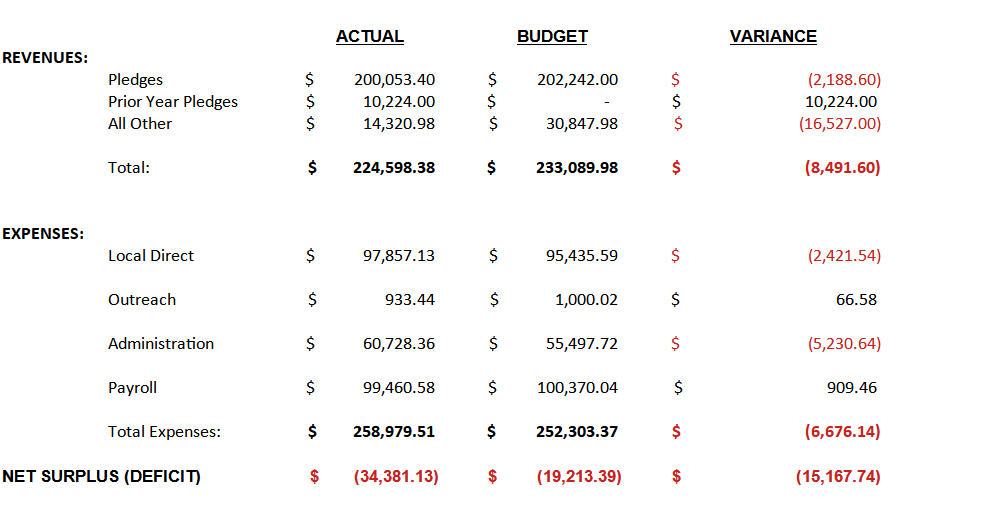 ACTUAL BUDGET VARIANCE
REVENUES:
Pledges $ 200,053.40 $ 202,242.00 $ (2,188.60)
Prior Year Pledges $ 10,224.00 $ - $ 10,224.00
All Other $ 14,320.98 $ 30,847.98 $ (16,527.00)
Total: $ 224,598.38 $ 233,089.98 $ (8,491.60)
EXPENSES:
Local Direct $ 97,857.13 $ 95,435.59 $ (2,421.54)
Outreach $ 933.44 $ 1,000.02 $ 66.58
Administration $ 60,728.36 $ 55,497.72 $ (5,230.64)
Payroll $ 99,460.58 $ 100,370.04 $ 909.46
Total Expenses: $ 258,979.51 $ 252,303.37 $ (6,676.14)
NET SURPLUS (DEFICIT) $ (34,381.13) $ (19,213.39) $ (15,167.74)